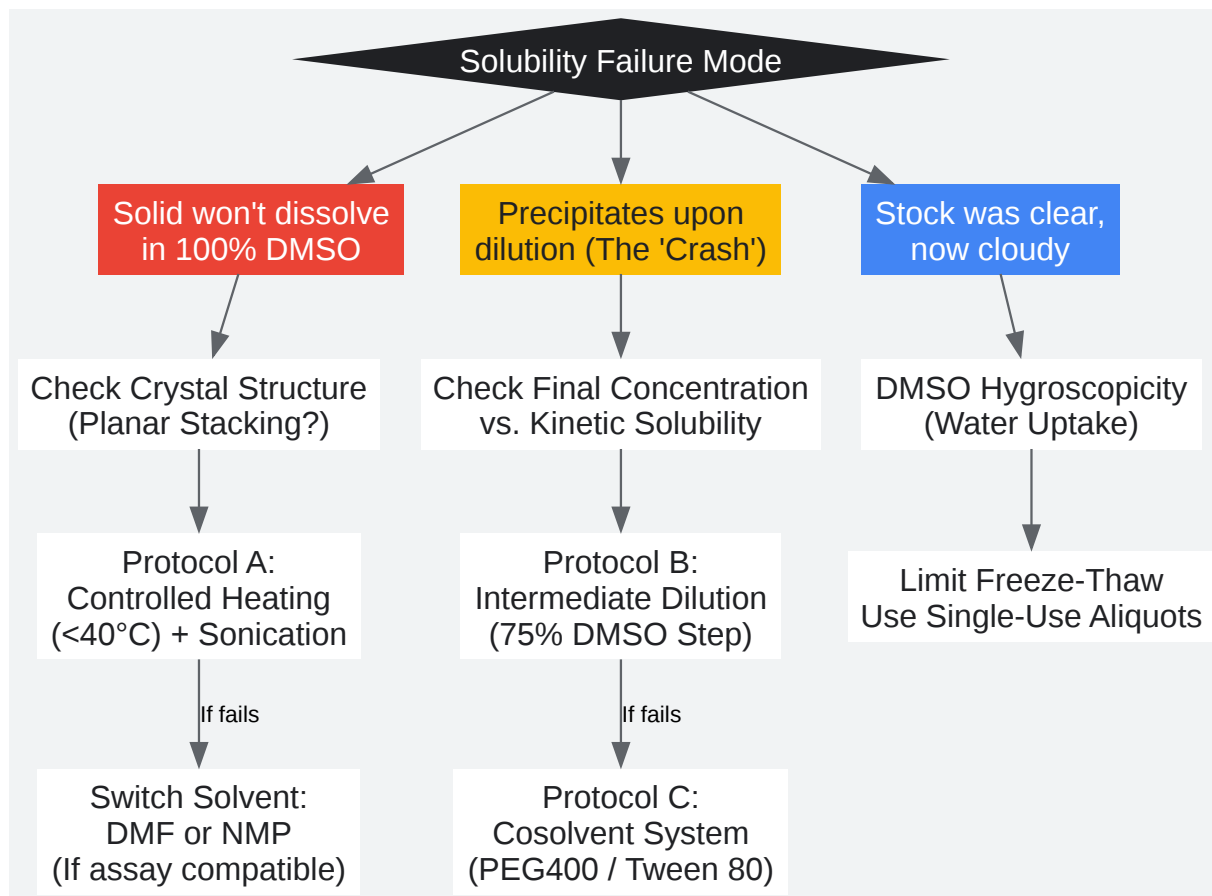 Solubility Failure Mode
Solid won't dissolve
in 100% DMSO
Precipitates upon
dilution (The 'Crash')
Stock was clear,
now cloudy
Check Crystal Structure
(Planar Stacking?)
Check Final Concentration
vs. Kinetic Solubility
DMSO Hygroscopicity
(Water Uptake)
Protocol A:
Controlled Heating
(<40°C) + Sonication
Protocol B:
Intermediate Dilution
(75% DMSO Step)
Limit Freeze-Thaw
Use Single-Use Aliquots
If fails
If fails
Switch Solvent:
DMF or NMP
(If assay compatible)
Protocol C:
Cosolvent System
(PEG400 / Tween 80)